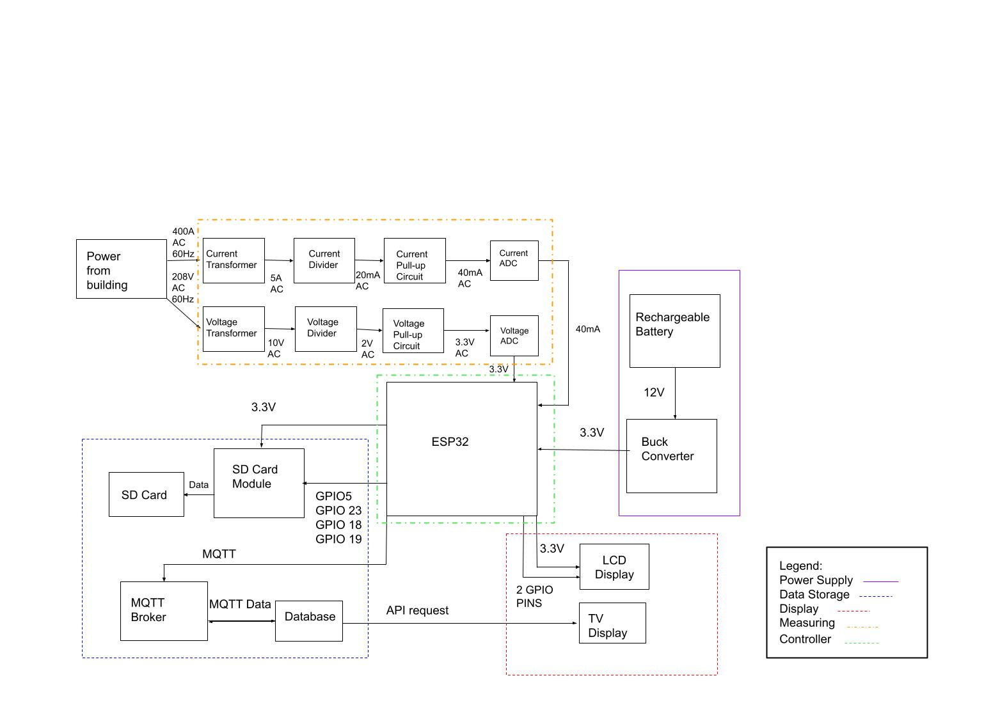 400A
AC
60Hz
Power
from
building
208V
AC
60Hz
Current
Transformer
5A
AC
Current
Divider
20mA
AC
Current
Pull-up
Circuit
40mA
AC
Current
ADC
40mA
Voltage
Transformer
10V
AC
Voltage
Divider
2V
AC
Voltage
Pull-up
Circuit
3.3V
AC
Voltage
ADC
3.3V
Rechargeable
Battery
12V
Buck
Converter
3.3V
ESP32
3.3V
SD Card
Module
Data
SD Card
GPIO5
GPIO 23
GPIO 18
GPIO 19
MQTT
MQTT
Broker
MQTT Data
Database
API request
3.3V
LCD
Display
2 GPIO
PINS
TV
Display
Legend:
Power Supply
Data Storage
Display
Measuring
Controller